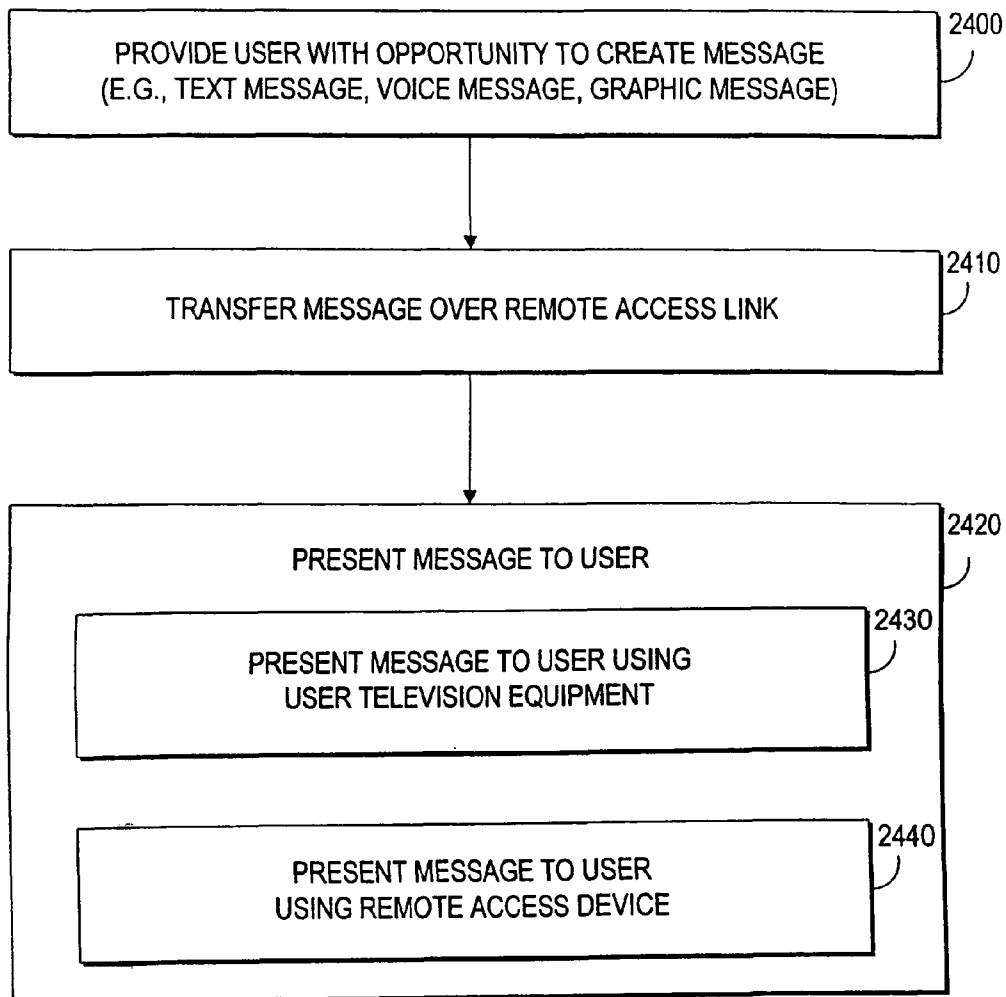 2400
PROVIDE USER WITH OPPORTUNITY TO CREATE MESSAGE
(E.G., TEXT MESSAGE, VOICE MESSAGE, GRAPHIC MESSAGE)
2410
TRANSFER MESSAGE OVER REMOTE ACCESS LINK
2420
PRESENT MESSAGE TO USER
2430
PRESENT MESSAGE TO USER USING
USER TELEVISION EQUIPMENT
2440
PRESENT MESSAGE TO USER
USING REMOTE ACCESS DEVICE